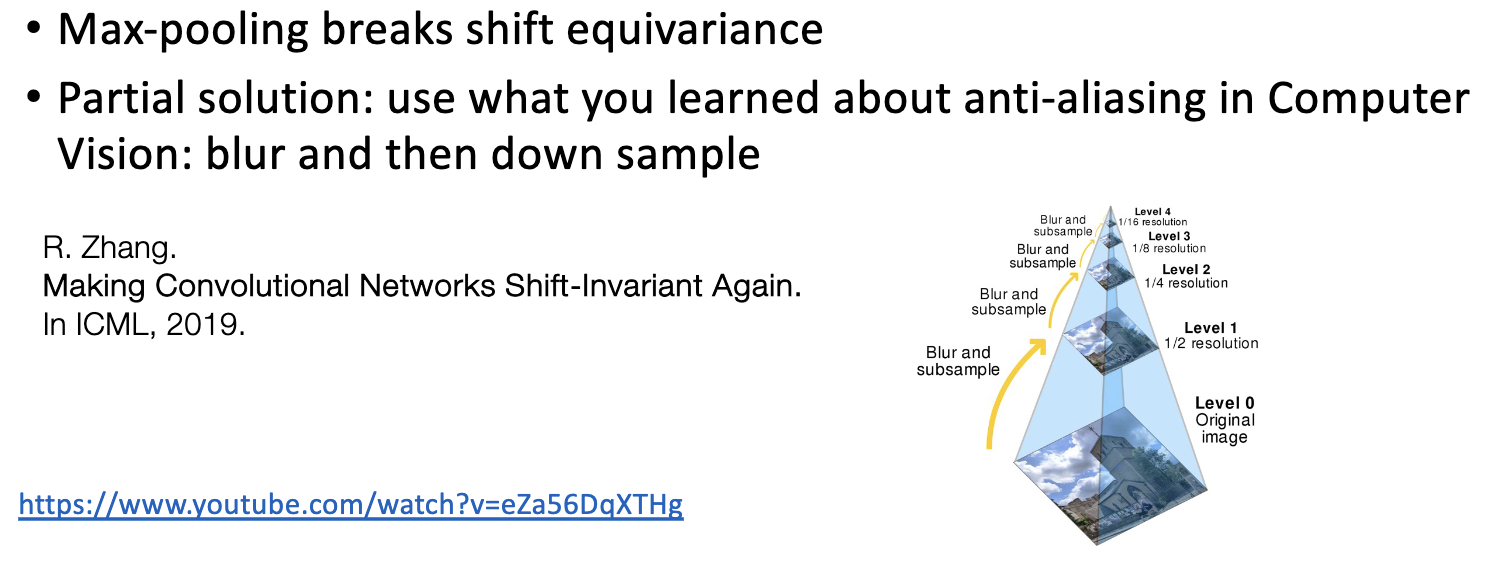 • Max-pooling breaks shift equivariance
• Partial solution: use what you learned about anti-aliasing in Computer
Vision: blur and then down sample
R. Zhang.
Making Convolutional Networks Shift-Invariant Again.
In ICML, 2019.
https://www.youtube.com/watch?v=eZa56DqXTHg
Level 4
1/16 resolution
Blur and
subsample
Level 3
1/8 resolution
Blur and
subsample
Level 2
1/4 resolution
Blur and
subsample
Level 1
1/2 resolution
Blur and
subsample
Level 0
Original
image